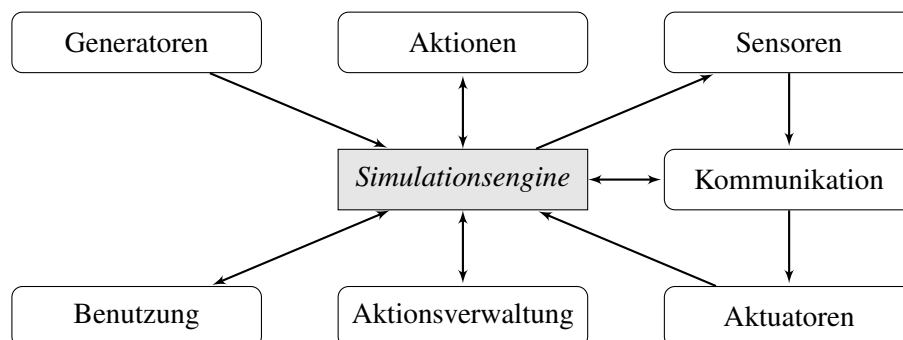 Generatoren
Aktionen
Sensoren
Simulationsengine
Kommunikation
Benutzung
Aktionsverwaltung
Aktuatoren